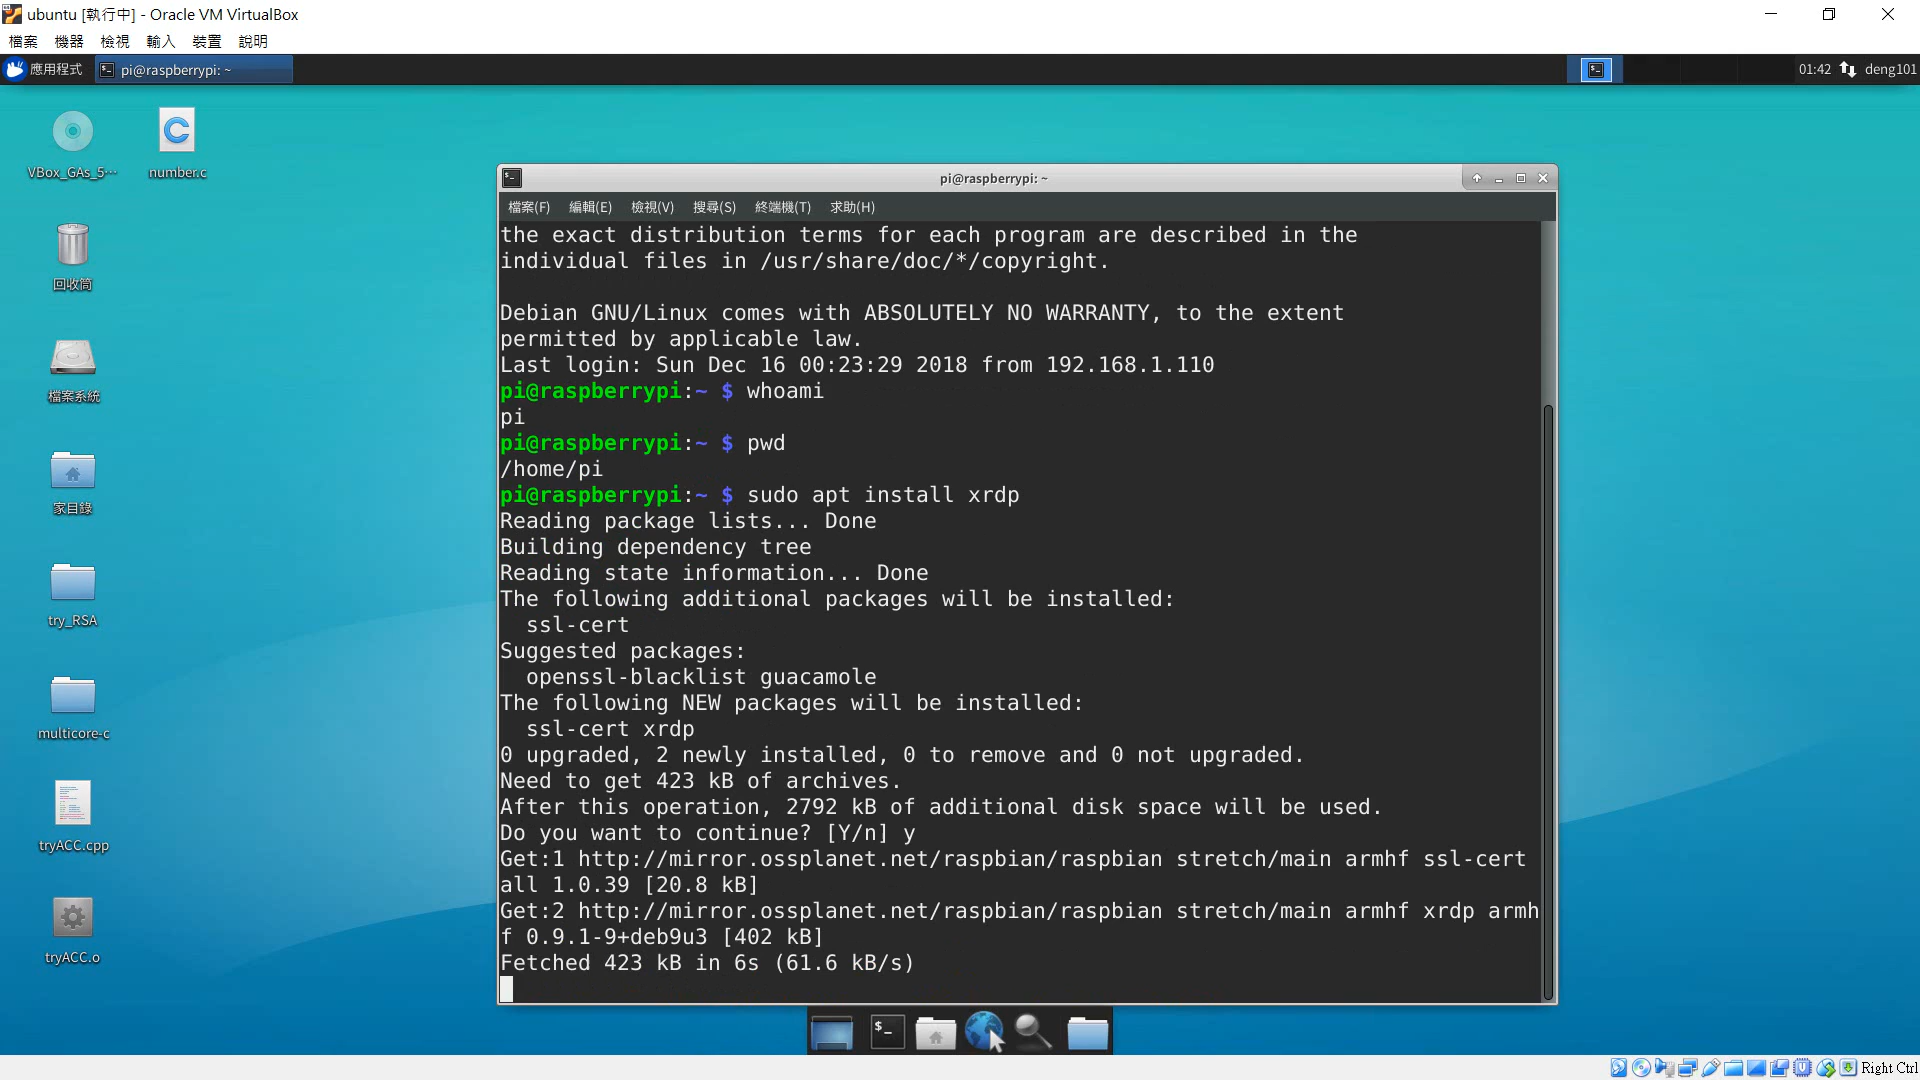 ubuntu [執行中] - Oracle VM VirtualBox
檔案 機器 檢視 輸入 裝置 說明
應用程式 pi@raspberrypi: ~ 01:42 deng101
VBox_GAs_5… number.c
回收筒
檔案系統
家目錄
try_RSA
multicore-c
tryACC.cpp
tryACC.o
pi@raspberrypi: ~
檔案(F) 編輯(E) 檢視(V) 搜尋(S) 終端機(T) 求助(H)
the exact distribution terms for each program are described in the
individual files in /usr/share/doc/*/copyright.
Debian GNU/Linux comes with ABSOLUTELY NO WARRANTY, to the extent
permitted by applicable law.
Last login: Sun Dec 16 00:23:29 2018 from 192.168.1.110
pi@raspberrypi:~ $ whoami
pi
pi@raspberrypi:~ $ pwd
/home/pi
pi@raspberrypi:~ $ sudo apt install xrdp
Reading package lists... Done
Building dependency tree
Reading state information... Done
The following additional packages will be installed:
ssl-cert
Suggested packages:
openssl-blacklist guacamole
The following NEW packages will be installed:
ssl-cert xrdp
0 upgraded, 2 newly installed, 0 to remove and 0 not upgraded.
Need to get 423 kB of archives.
After this operation, 2792 kB of additional disk space will be used.
Do you want to continue? [Y/n] y
Get:1 http://mirror.ossplanet.net/raspbian/raspbian stretch/main armhf ssl-cert
all 1.0.39 [20.8 kB]
Get:2 http://mirror.ossplanet.net/raspbian/raspbian stretch/main armhf xrdp armh
f 0.9.1-9+deb9u3 [402 kB]
Fetched 423 kB in 6s (61.6 kB/s)
Right Ctrl